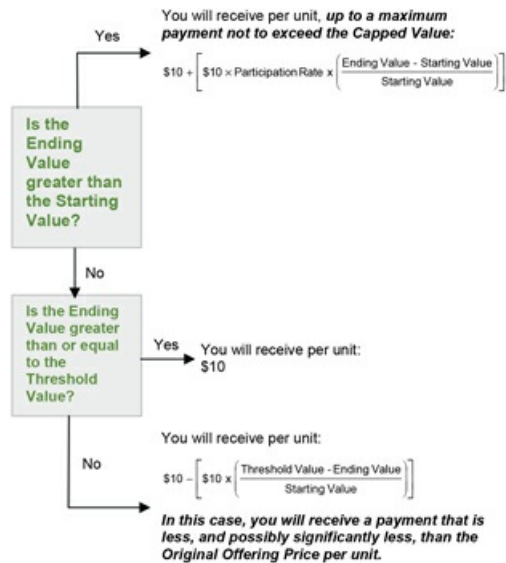 You will receive per unit, up to a maximum
payment not to exceed the Capped Value:
Yes
$10 + [ $10 × Participation Rate x ( Ending Value - Starting Value / Starting Value ) ]
Is the
Ending
Value
greater than
the Starting
Value?
No
Is the Ending
Value greater
than or equal
to the
Threshold
Value?
Yes
You will receive per unit:
$10
You will receive per unit:
No
$10 − [ $10 x ( Threshold Value - Ending Value / Starting Value ) ]
In this case, you will receive a payment that is
less, and possibly significantly less, than the
Original Offering Price per unit.